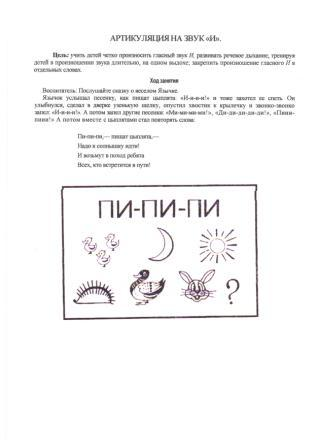 АРТИКУЛЯЦИЯ НА ЗВУК «И».
Цель: учить детей четко произносить гласный звук И, развивать речевое дыхание, тренируя
детей в произношении звука длительно, на одном выдохе; закрепить произношение гласного И в
отдельных словах.
Ход занятия
Воспитатель: Послушайте сказку о веселом Язычке.
Язычок услышал песенку, как пищат цыплята: «И-и-и-и!» и тоже захотел ее спеть. Он
улыбнулся, сделал в дверце узенькую щелку, опустил хвостик к крылечку и звонко-звонко
запел: «И-и-и-и!». А потом запел другие песенки: «Ми-ми-ми-ми!», «Ди-ди-ди-ди-ди!», «Пики-
пики!» А потом вместе с цыплятами стал повторять слова:
Пи-пи-пи,— пищат цыплята,—
Надо к солнышку идти!
И возьмут в поход ребята
Всех, кто встретится в пути!
ПИ-ПИ-ПИ
?